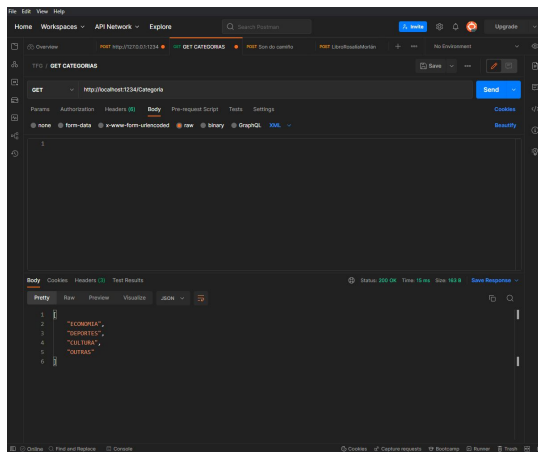 File Edit View Help
Home Workspaces API Network Explore Search Postman Invite Upgrade
Overview POST http://127.0.0.1:1234 GET GET CATEGORIAS POST Son do camiño POST LibroRosalíaMartón No Environment
TFG / GET CATEGORIAS Save
GET http://localhost:1234/Categoria Send
Params Authorization Headers (6) Body Pre-request Script Tests Settings Cookies
none form-data x-www-form-urlencoded raw binary GraphQL XML Beautify
1
Body Cookies Headers (3) Test Results Status: 200 OK Time: 15 ms Size: 163 B Save Response
Pretty Raw Preview Visualize JSON
1 [
2 "ECONOMIA",
3 "DEPORTES",
4 "CULTURA",
5 "OUTRAS"
6 ]
Online Find and Replace Console Cookies Capture requests Bootcamp Runner Trash